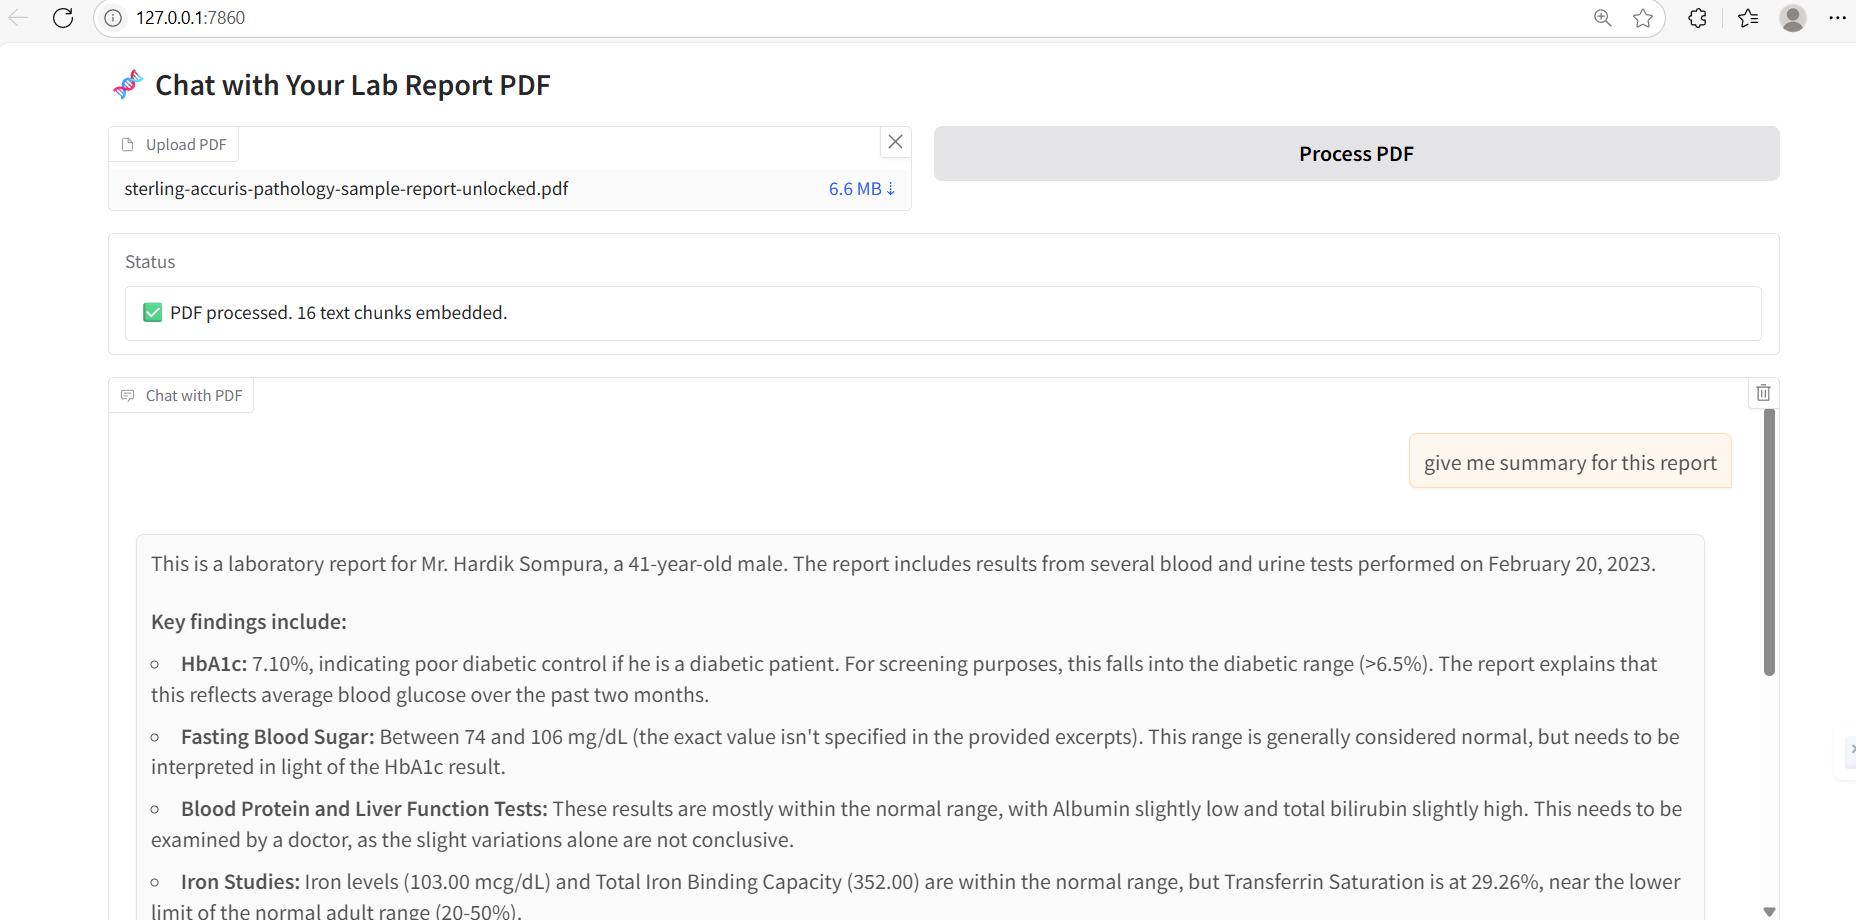 127.0.0.1:7860
Chat with Your Lab Report PDF
Upload PDF
Process PDF
sterling-accuris-pathology-sample-report-unlocked.pdf 6.6 MB ↓
Status
PDF processed. 16 text chunks embedded.
Chat with PDF
give me summary for this report
This is a laboratory report for Mr. Hardik Sompura, a 41-year-old male. The report includes results from several blood and urine tests performed on February 20, 2023.
Key findings include:
HbA1c: 7.10%, indicating poor diabetic control if he is a diabetic patient. For screening purposes, this falls into the diabetic range (>6.5%). The report explains that
this reflects average blood glucose over the past two months.
Fasting Blood Sugar: Between 74 and 106 mg/dL (the exact value isn't specified in the provided excerpts). This range is generally considered normal, but needs to be
interpreted in light of the HbA1c result.
Blood Protein and Liver Function Tests: These results are mostly within the normal range, with Albumin slightly low and total bilirubin slightly high. This needs to be
examined by a doctor, as the slight variations alone are not conclusive.
Iron Studies: Iron levels (103.00 mcg/dL) and Total Iron Binding Capacity (352.00) are within the normal range, but Transferrin Saturation is at 29.26%, near the lower
limit of the normal adult range (20-50%).